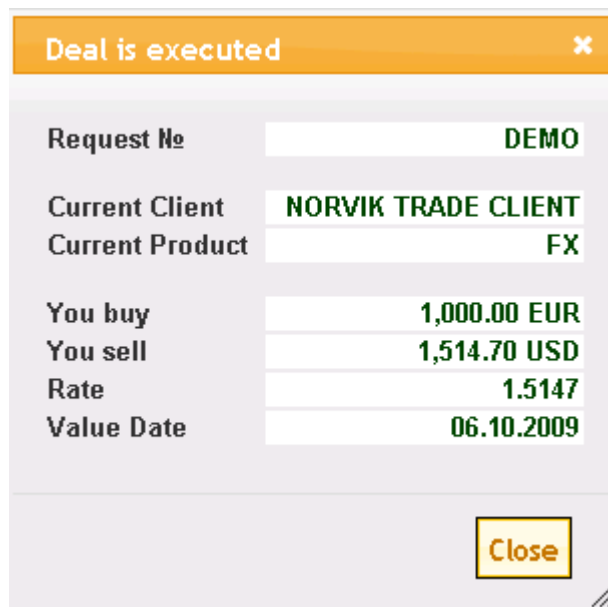 Deal is executed
Request № DEMO
Current Client NORVIK TRADE CLIENT
Current Product FX
You buy 1,000.00 EUR
You sell 1,514.70 USD
Rate 1.5147
Value Date 06.10.2009
Close